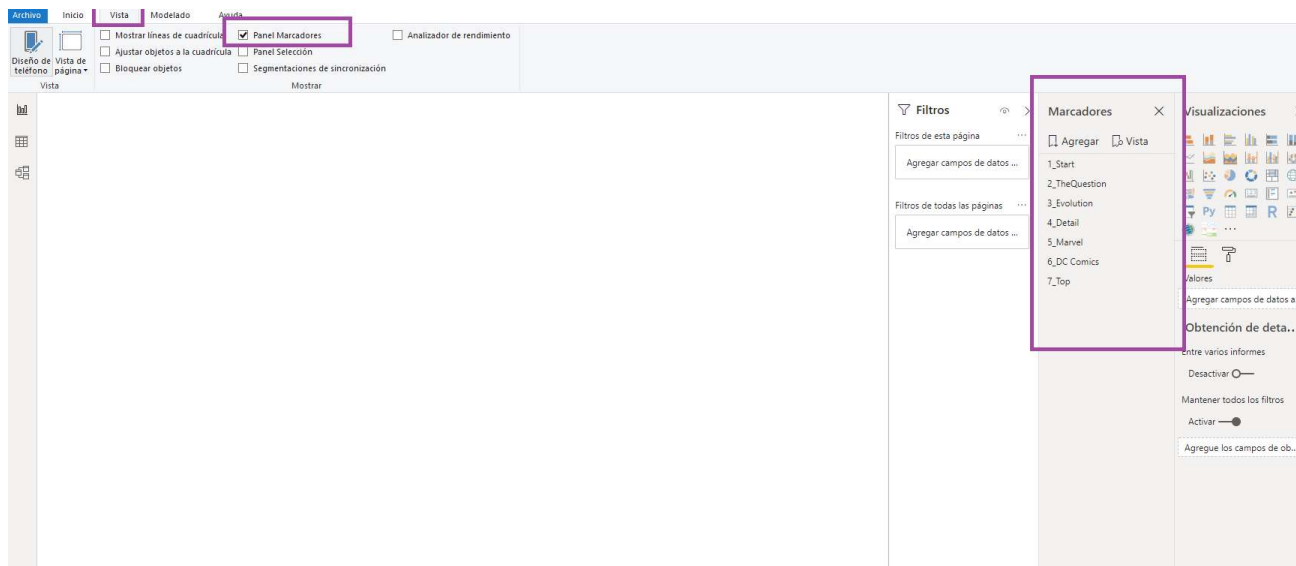 Archivo Inicio Vista Modelado Ayuda
Mostrar líneas de cuadrícula Panel Marcadores Analizador de rendimiento
Ajustar objetos a la cuadrícula Panel Selección
Bloquear objetos Segmentaciones de sincronización
Diseño de teléfono
Vista de página
Vista
Mostrar
Filtros
Filtros de esta página ...
Agregar campos de datos ...
Filtros de todas las páginas ...
Agregar campos de datos ...
Marcadores
Agregar Vista
1_Start
2_TheQuestion
3_Evolution
4_Detail
5_Marvel
6_DC Comics
7_Top
Visualizaciones
Py R
...
Valores
Agregar campos de datos a
Obtención de deta..
Entre varios informes
Desactivar
Mantener todos los filtros
Activar
Agregue los campos de ob..